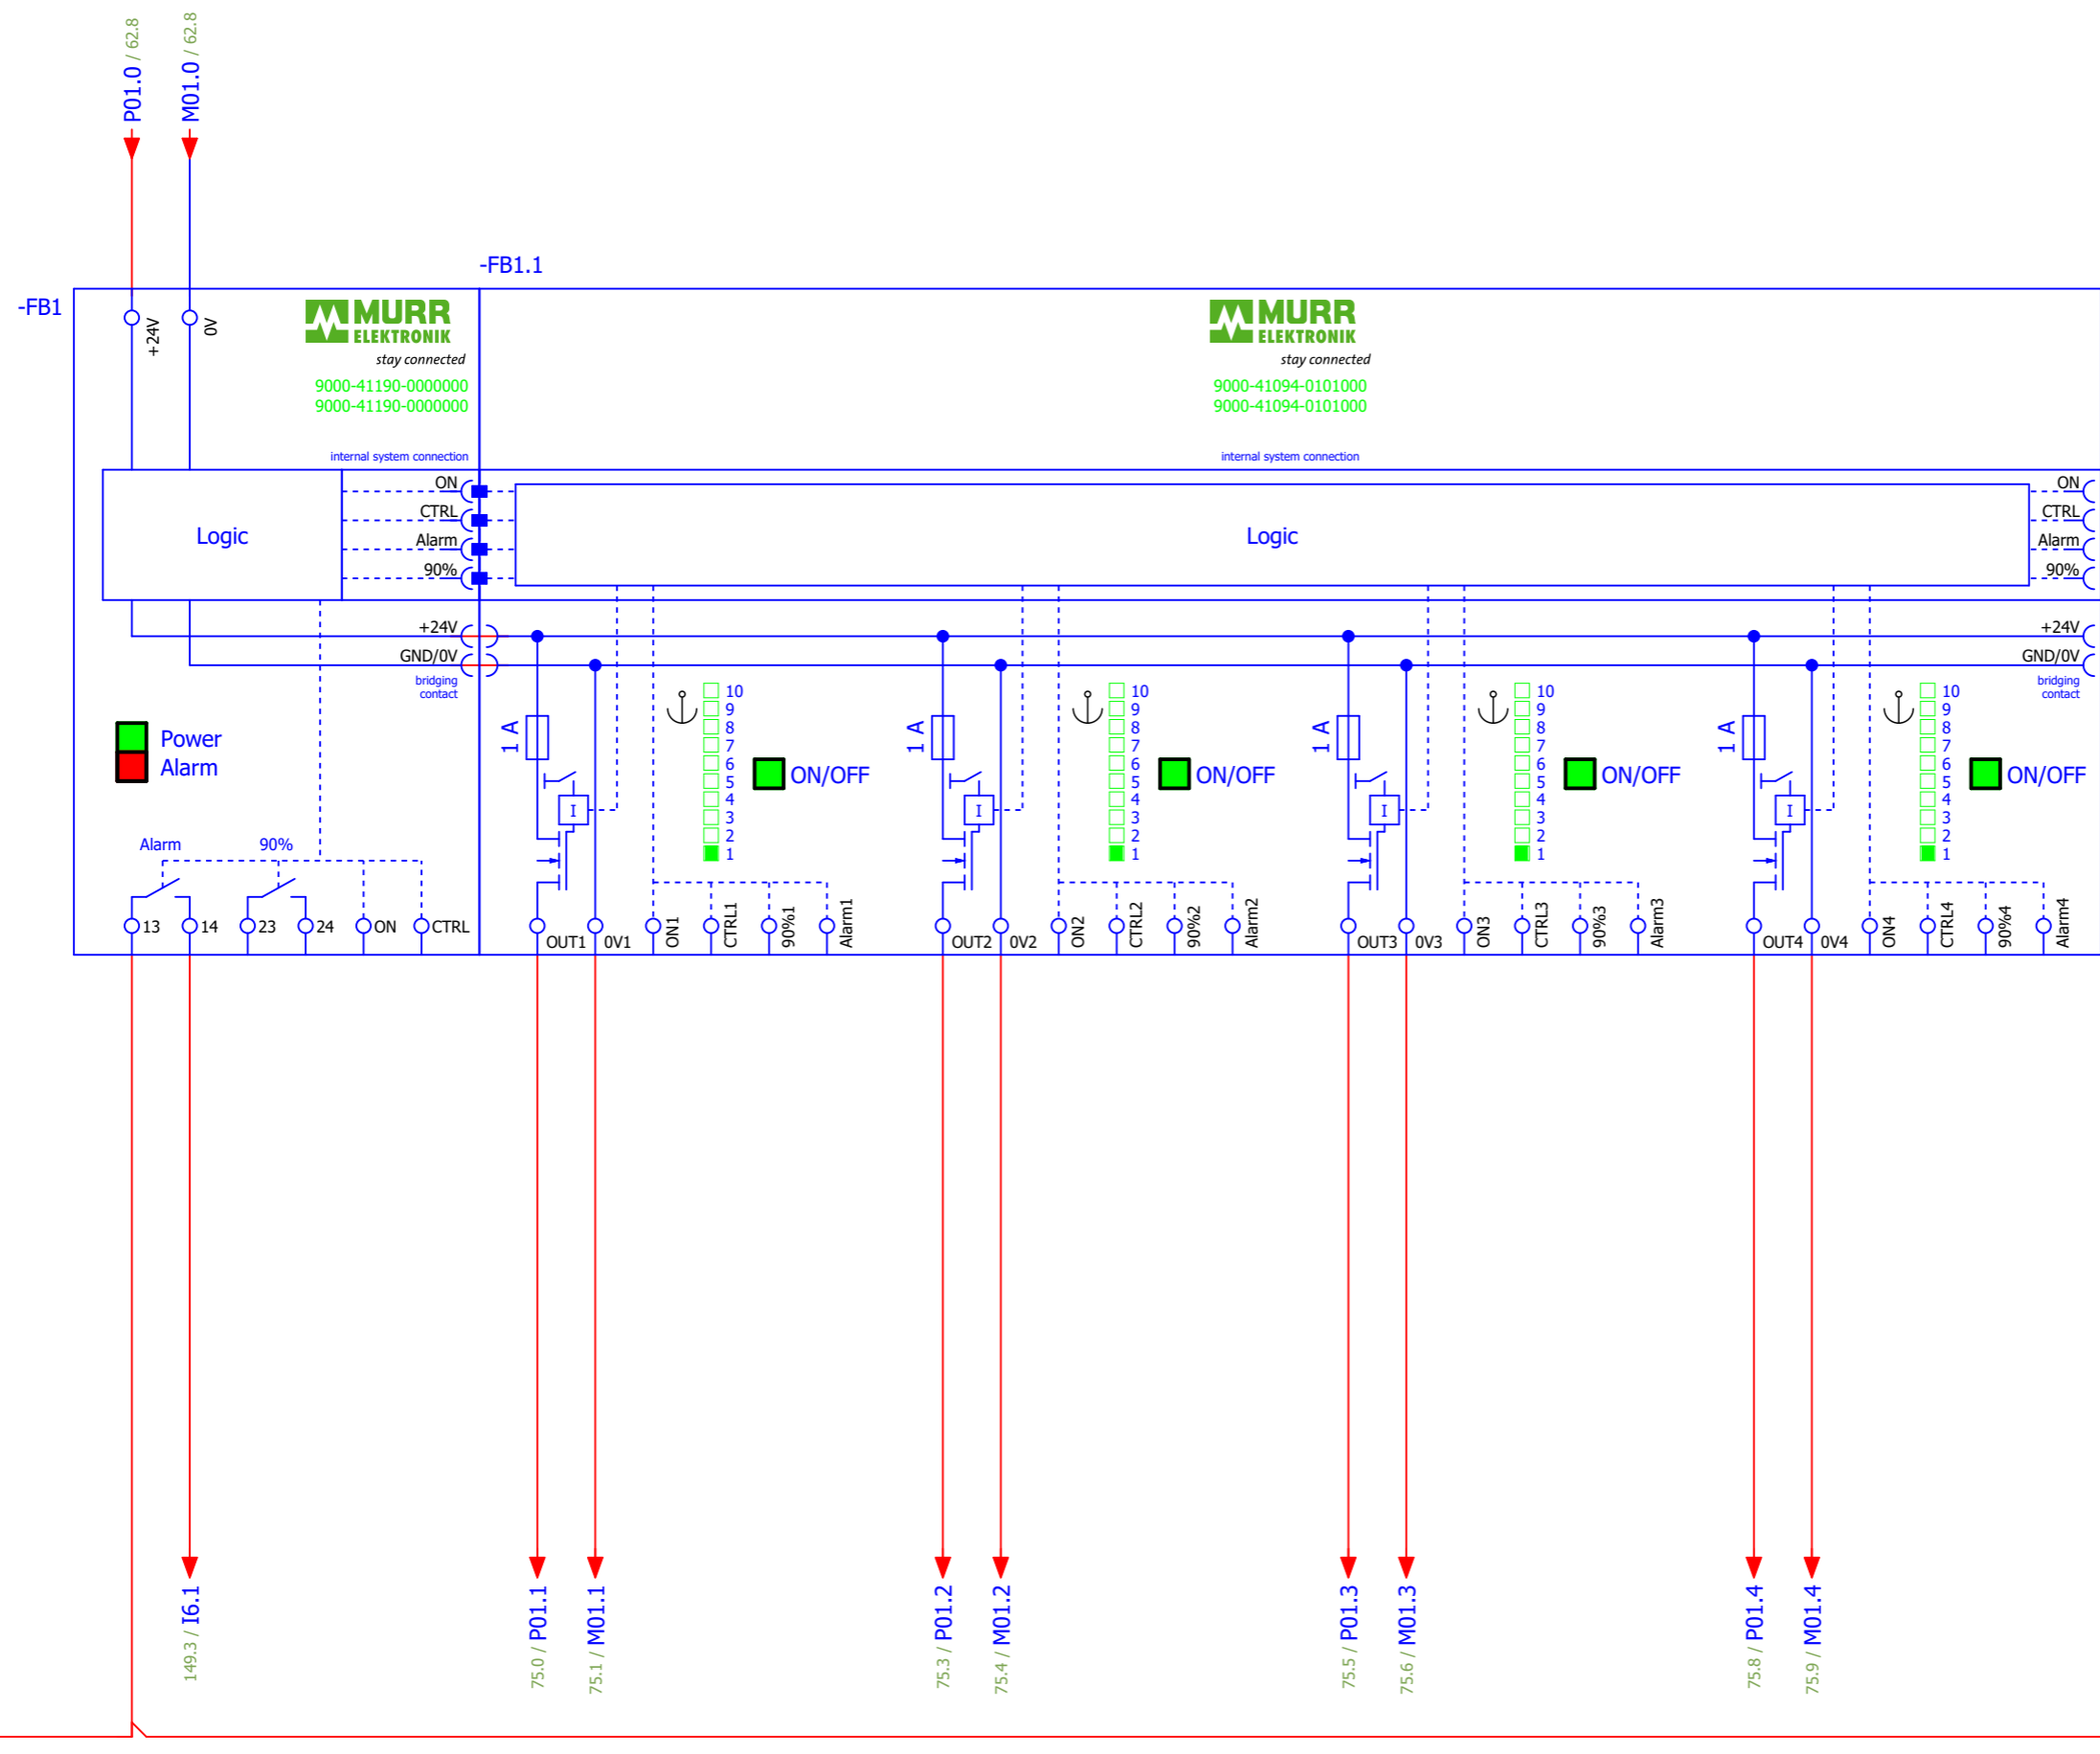 P01.0 / 62.8
M01.0 / 62.8
-FB1
-FB1.1
+24V
0V
MURR
ELEKTRONIK
stay connected
9000-41190-0000000
9000-41190-0000000
internal system connection
MURR
ELEKTRONIK
stay connected
9000-41094-0101000
9000-41094-0101000
internal system connection
Logic
ON
CTRL
Alarm
90%
Logic
ON
CTRL
Alarm
90%
+24V
GND/0V
bridging
contact
+24V
GND/0V
bridging
contact
Power
Alarm
Alarm
90%
13
14
23
24
ON
CTRL
1 A
I
10
9
8
7
6
5
4
3
2
1
ON/OFF
OUT1
0V1
ON1
CTRL1
90%1
Alarm1
1 A
I
10
9
8
7
6
5
4
3
2
1
ON/OFF
OUT2
0V2
ON2
CTRL2
90%2
Alarm2
1 A
I
10
9
8
7
6
5
4
3
2
1
ON/OFF
OUT3
0V3
ON3
CTRL3
90%3
Alarm3
1 A
I
10
9
8
7
6
5
4
3
2
1
ON/OFF
OUT4
0V4
ON4
CTRL4
90%4
Alarm4
149.3 / I6.1
75.0 / P01.1
75.1 / M01.1
75.3 / P01.2
75.4 / M01.2
75.5 / P01.3
75.6 / M01.3
75.8 / P01.4
75.9 / M01.4